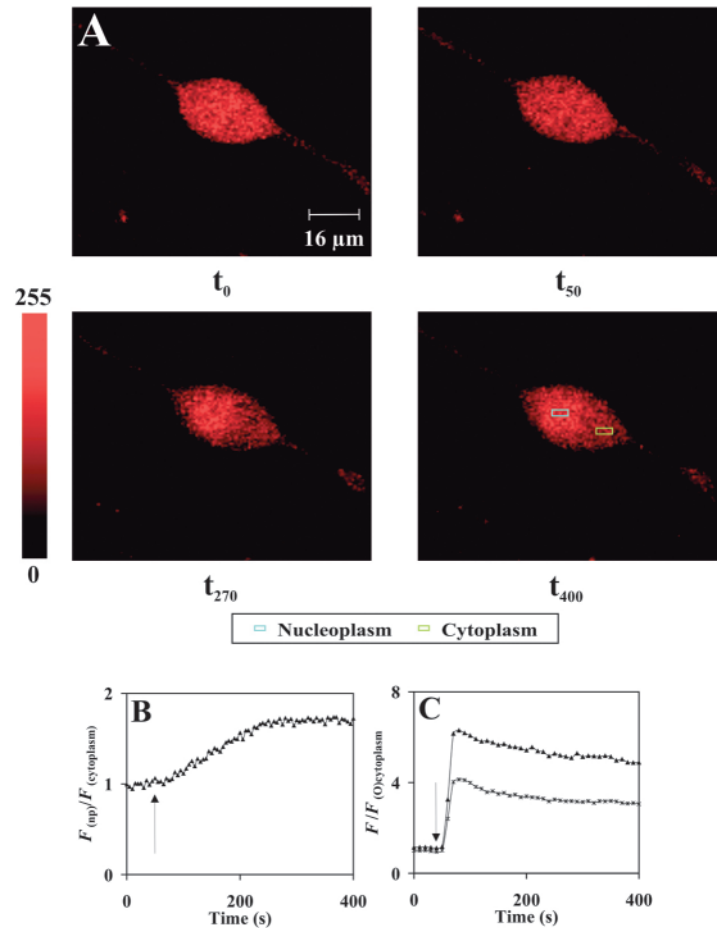 A
16 µm
t0
t50
255
0
t270
t400
Nucleoplasm Cytoplasm
B
F(np)/F(cytoplasm)
2
1
0
0 200 400
Time (s)
C
F/F(O)cytoplasm
8
4
0
0 200 400
Time (s)